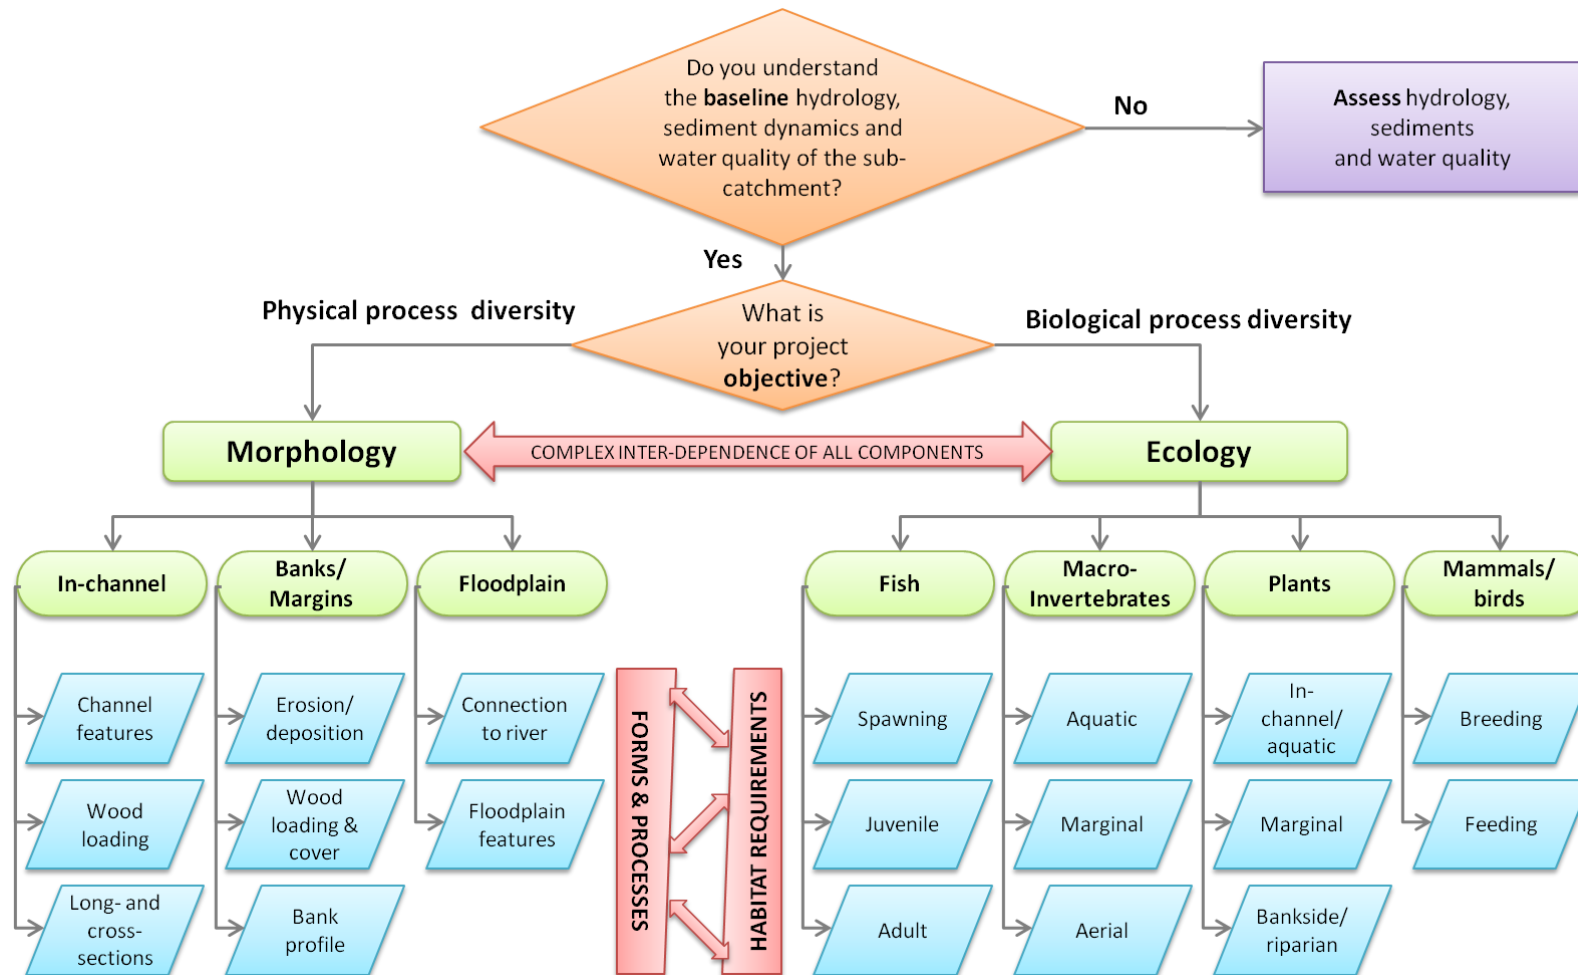 Do you understand
the baseline hydrology,
sediment dynamics and
water quality of the sub-
catchment?
No
Assess hydrology,
sediments
and water quality
Yes
Physical process diversity
What is
your project
objective?
Biological process diversity
Morphology
COMPLEX INTER-DEPENDENCE OF ALL COMPONENTS
Ecology
In-channel
Banks/
Margins
Floodplain
Fish
Macro-
Invertebrates
Plants
Mammals/
birds
Channel
features
Erosion/
deposition
Connection
to river
FORMS & PROCESSES
HABITAT REQUIREMENTS
Spawning
Aquatic
In-
channel/
aquatic
Breeding
Wood
loading
Wood
loading &
cover
Floodplain
features
Juvenile
Marginal
Marginal
Feeding
Long- and
cross-
sections
Bank
profile
Adult
Aerial
Bankside/
riparian